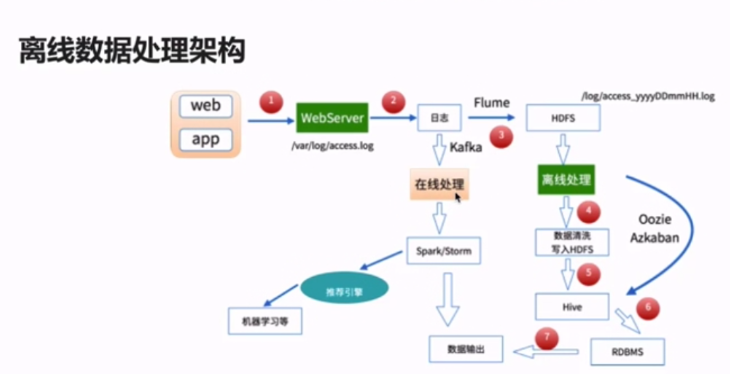 离线数据处理架构
web
app
1
WebServer
/var/log/access.log
2
日志
Flume
3
Kafka
/log/access_yyyyDDmmHH.log
HDFS
在线处理
离线处理
4
Oozie
Azkaban
数据清洗
写入HDFS
Spark/Storm
5
推荐引擎
机器学习等
Hive
6
7
数据输出
RDBMS